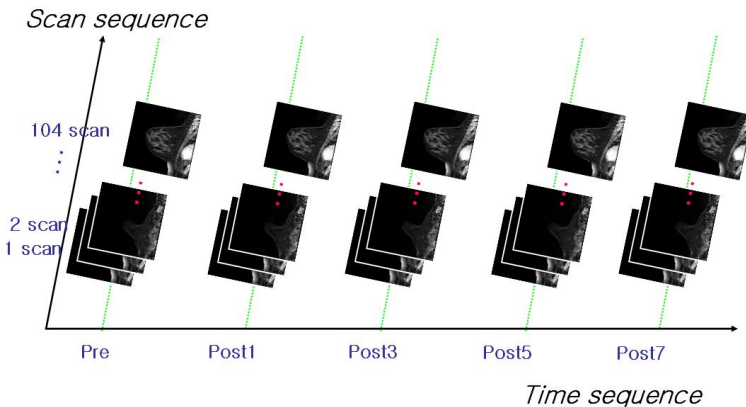 Scan sequence
104 scan
2 scan
1 scan
Pre Post1 Post3 Post5 Post7
Time sequence